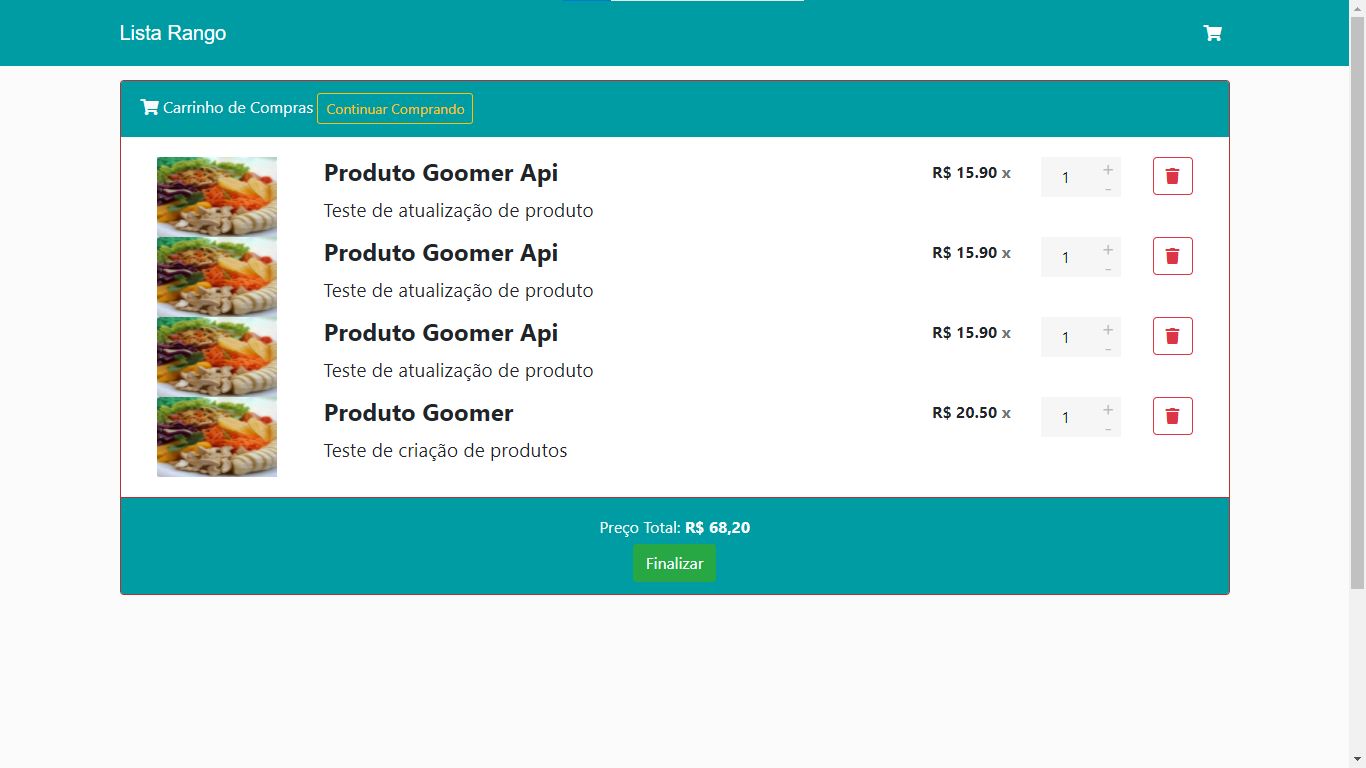 Lista Rango
Carrinho de Compras Continuar Comprando
Produto Goomer Api R$ 15.90 x 1 + -
Teste de atualização de produto
Produto Goomer Api R$ 15.90 x 1 + -
Teste de atualização de produto
Produto Goomer Api R$ 15.90 x 1 + -
Teste de atualização de produto
Produto Goomer R$ 20.50 x 1 + -
Teste de criação de produtos
Preço Total: R$ 68,20
Finalizar